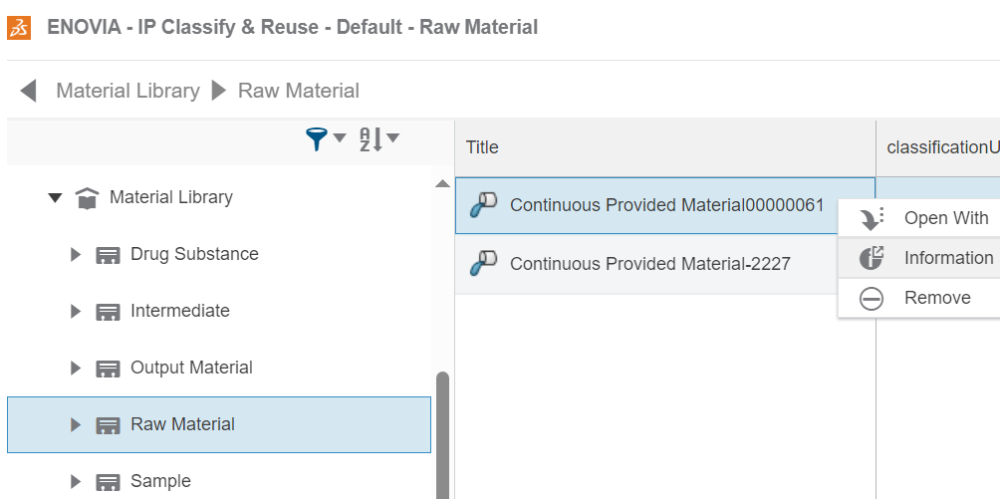 ENOVIA - IP Classify & Reuse - Default - Raw Material
Material Library Raw Material
Title classificationU
Material Library
Drug Substance
Intermediate
Output Material
Raw Material
Sample
Continuous Provided Material00000061
Continuous Provided Material-2227
Open With
Information
Remove